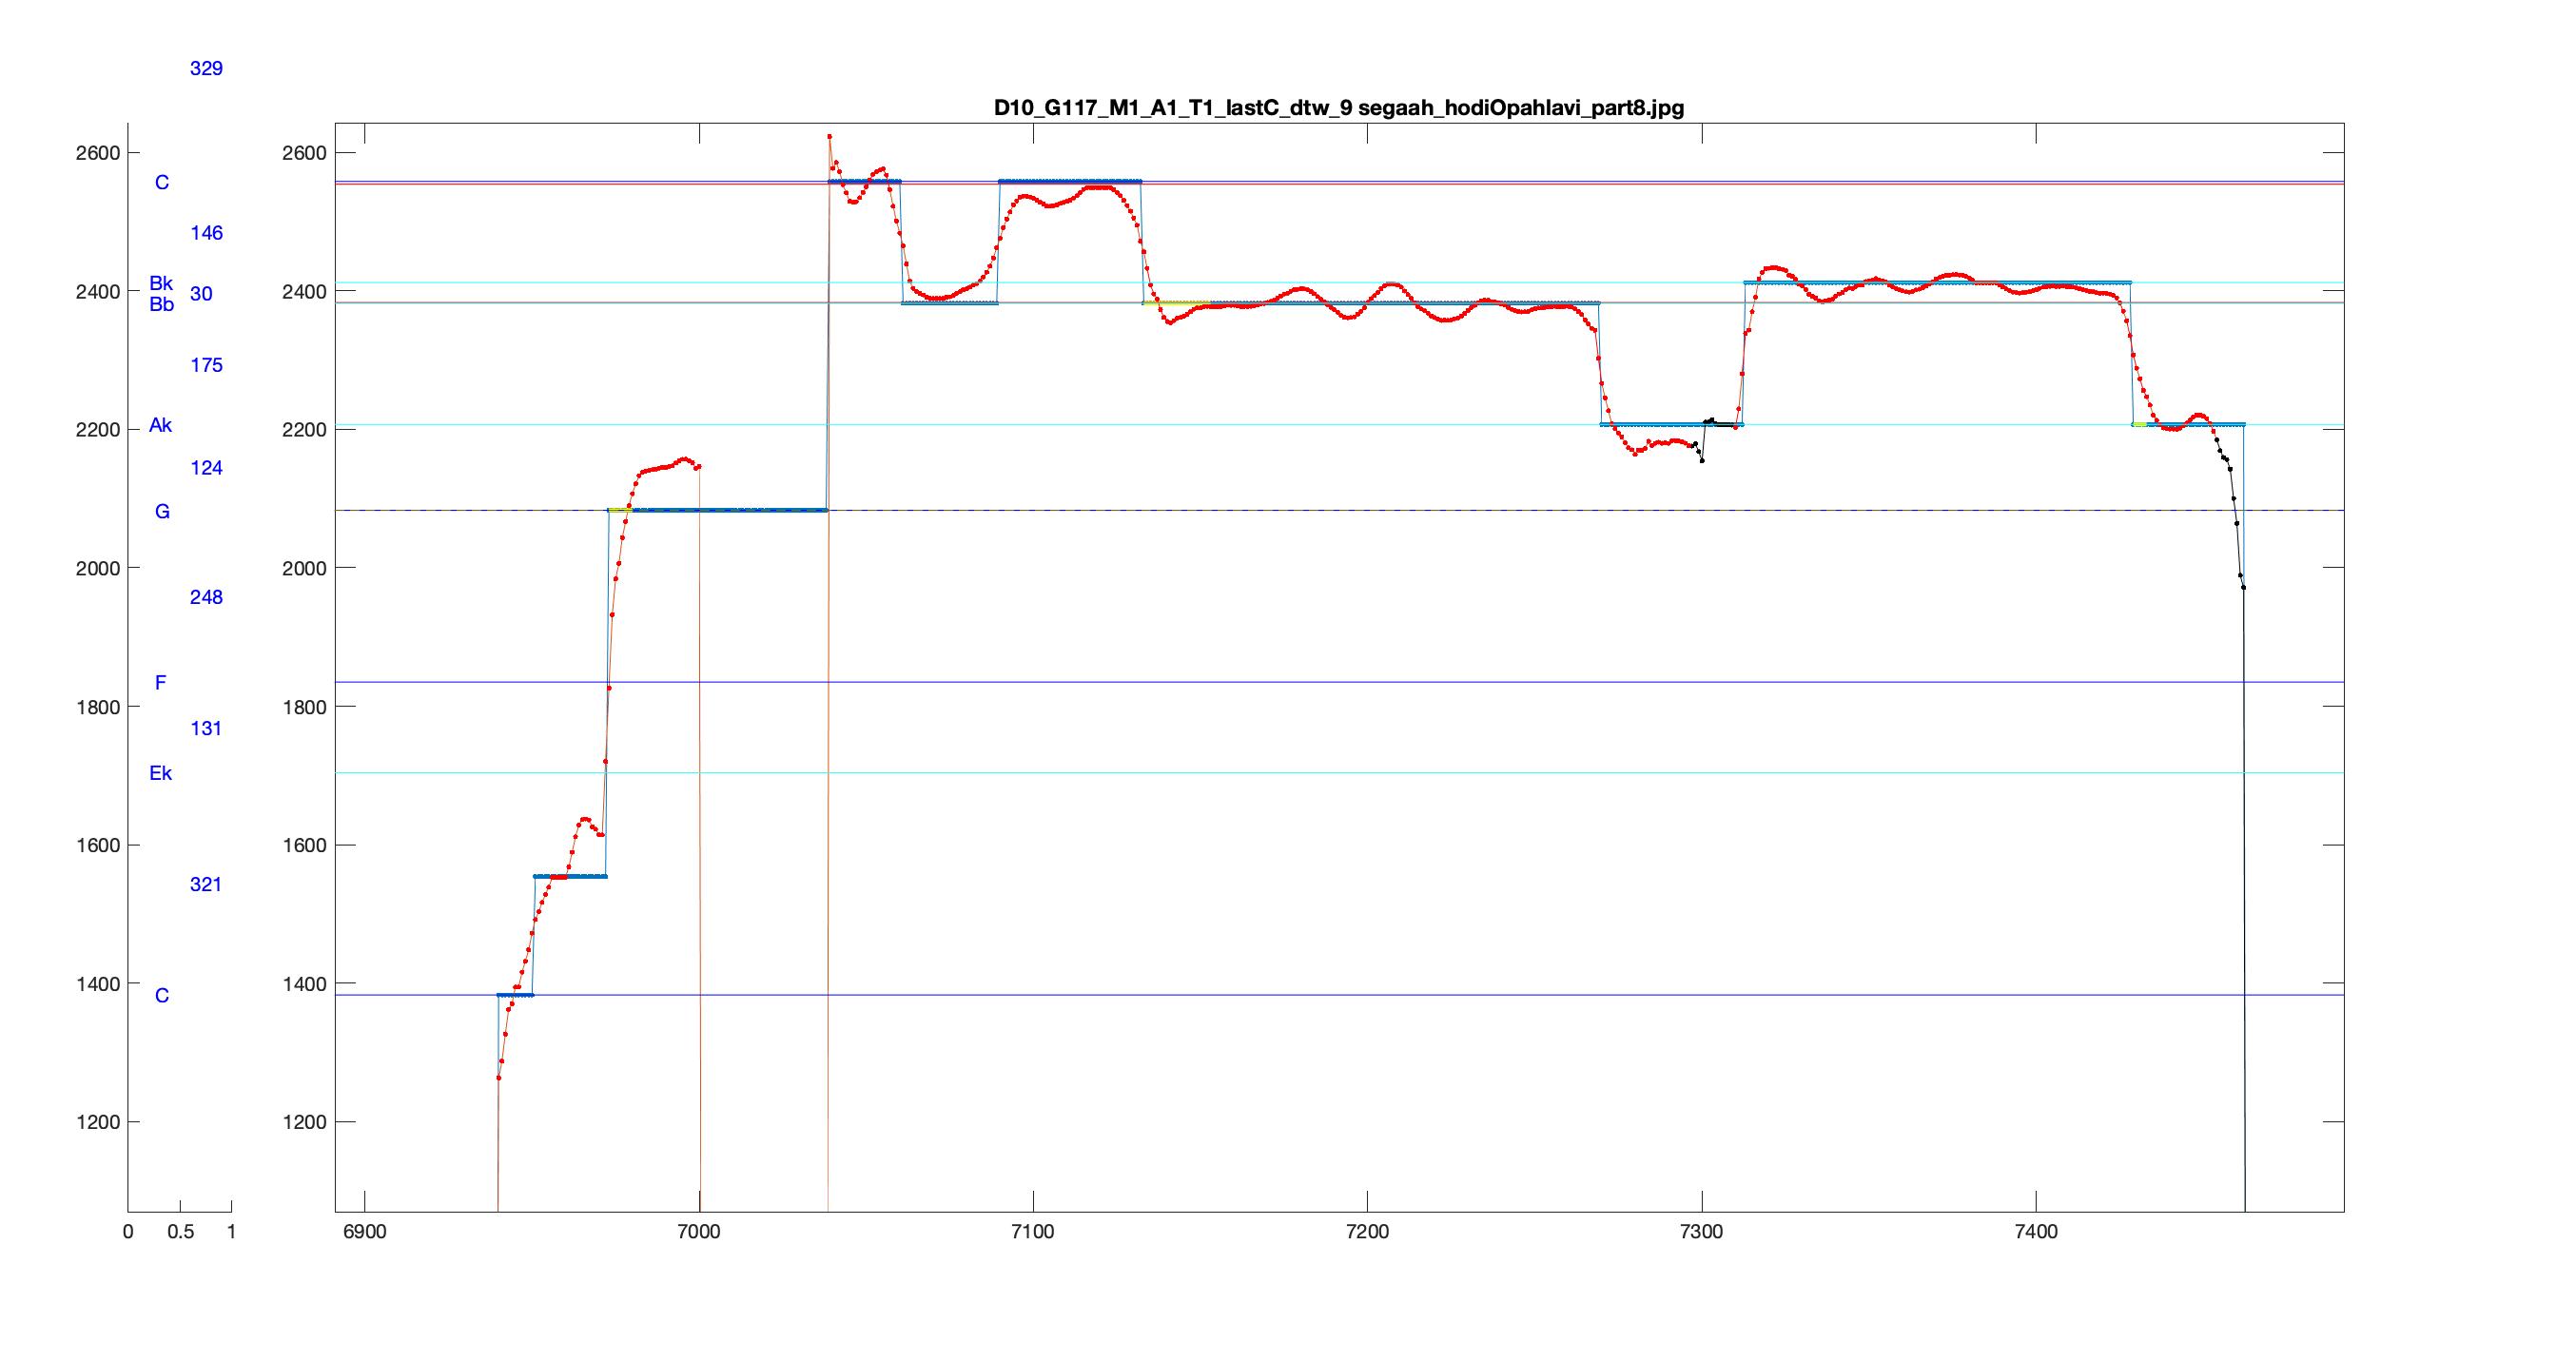 329
D10_G117_M1_A1_T1_lastC_dtw_9 segaah_hodiOpahlavi_part8.jpg
2600 2600
C
146
Bk
2400 30 2400
Bb
175
2200 Ak 2200
124
G
2000 2000
248
F
1800 1800
131
Ek
1600 1600
321
1400 C 1400
1200 1200
0 0.5 1 6900 7000 7100 7200 7300 7400